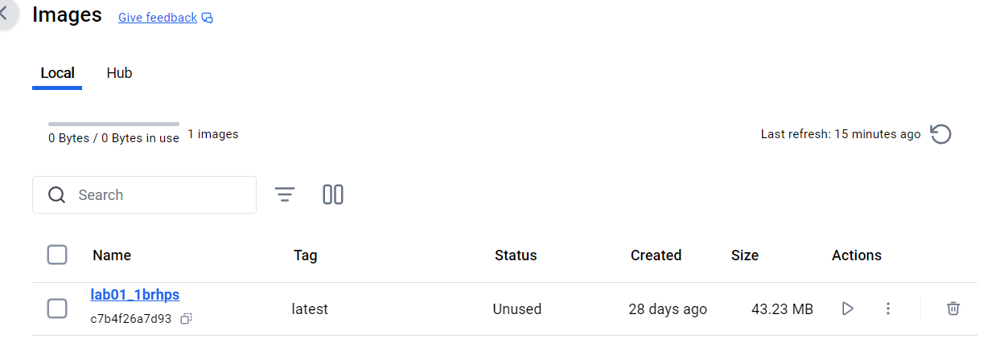 Images Give feedback
Local Hub
0 Bytes / 0 Bytes in use 1 images Last refresh: 15 minutes ago
Search
Name Tag Status Created Size Actions
lab01_1brhps
c7b4f26a7d93 latest Unused 28 days ago 43.23 MB